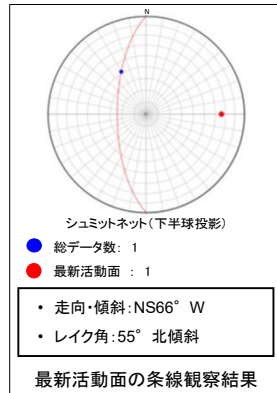 N
シュミットネット(下半球投影)
総データ数: 1
最新活動面 : 1
・ 走向・傾斜:NS66°W
・ レイク角:55° 北傾斜
最新活動面の条線観察結果